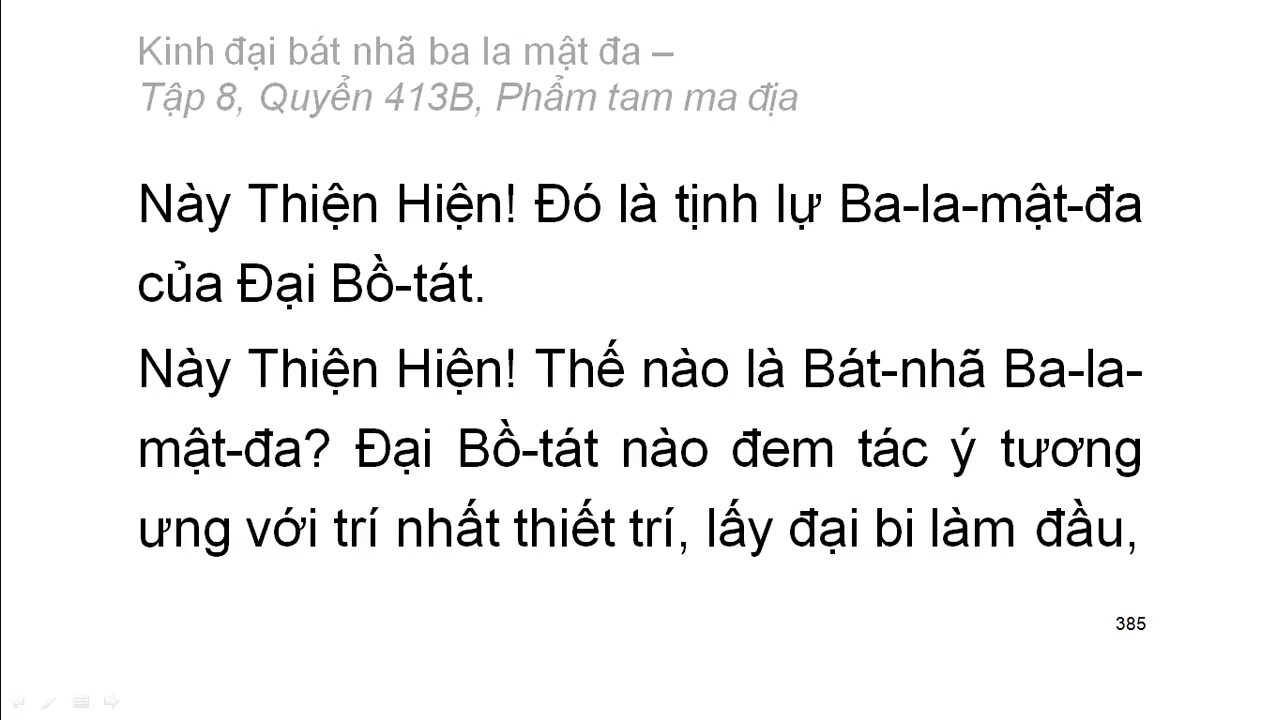 Kinh đại bát nhã ba la mật đa –
Tập 8, Quyển 413B, Phẩm tam ma địa
Này Thiện Hiện! Đó là tịnh lự Ba-la-mật-đa
của Đại Bồ-tát.
Này Thiện Hiện! Thế nào là Bát-nhã Ba-la-
mật-đa? Đại Bồ-tát nào đem tác ý tương
ưng với trí nhất thiết trí, lấy đại bi làm đầu,
385